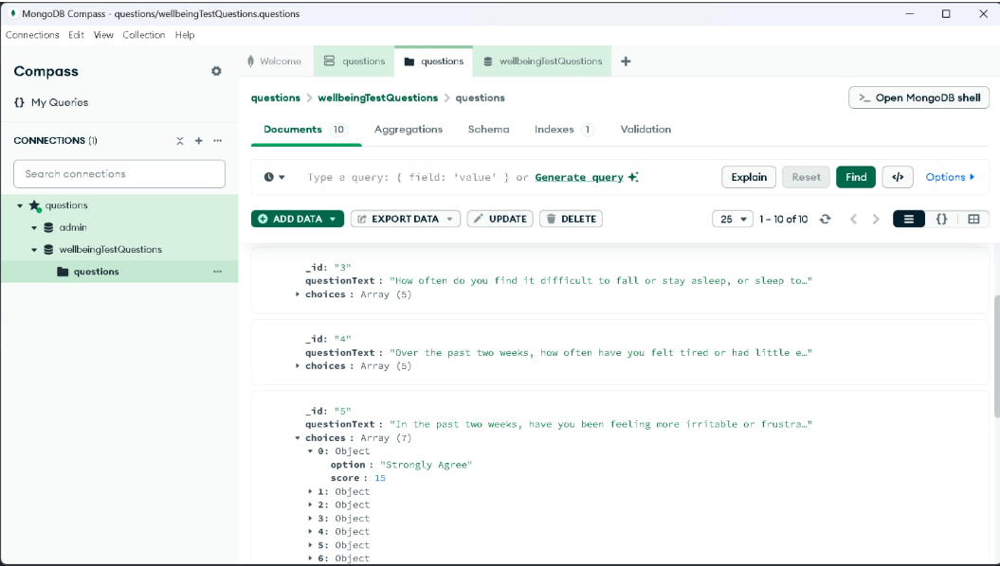 MongoDB Compass - questions/wellbeingTestQuestions.questions
Connections Edit View Collection Help
Compass
{} My Queries
CONNECTIONS (1)
Search connections
questions
admin
wellbeingTestQuestions
questions
Welcome questions questions wellbeingTestQuestions
questions > wellbeingTestQuestions > questions
>_ Open MongoDB shell
Documents 10 Aggregations Schema Indexes 1 Validation
Type a query: { field: 'value' } or Generate query
Explain Reset Find </> Options
ADD DATA EXPORT DATA UPDATE DELETE
25 1 – 10 of 10 {}
_id: "3"
questionText : "How often do you find it difficult to fall or stay asleep, or sleep to…"
choices : Array (5)
_id: "4"
questionText : "Over the past two weeks, how often have you felt tired or had little e…"
choices : Array (5)
_id: "5"
questionText : "In the past two weeks, have you been feeling more irritable or frustra…"
choices : Array (7)
0: Object
option : "Strongly Agree"
score : 15
1: Object
2: Object
3: Object
4: Object
5: Object
6: Object